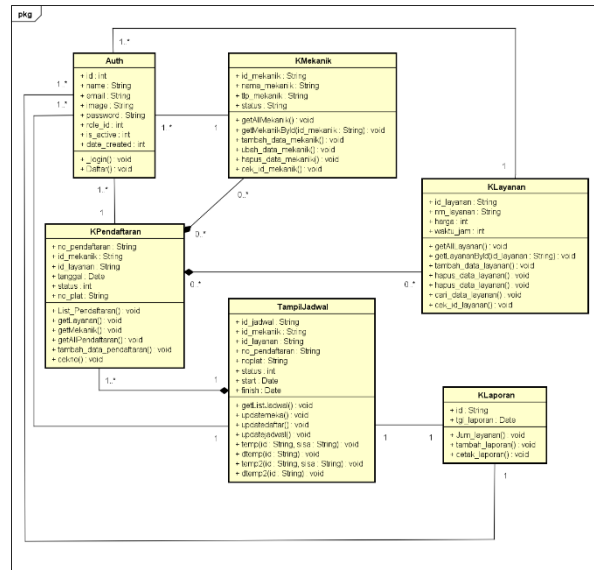 pkg
1..*
Auth
+ id : int
+ name : String
+ email : String
+ image : String
+ password : String
+ role_id : int
+ is_active : int
+ date_created : int
+ _login() : void
+ Daftar() : void
1..*
1..*
1..*
1
KMekanik
+ id_mekanik : String
+ nama_mekanik : String
+ tlp_mekanik : String
+ status : String
+ getAllMekanik() : void
+ getMekanikById(id_mekanik : String) : void
+ tambah_data_mekanik() : void
+ ubah_data_mekanik() : void
+ hapus_data_mekanik() : void
+ cek_id_mekanik() : void
1..*
1
0..*
0..*
1
KLayanan
+ id_layanan : String
+ nm_layanan : String
+ harga : int
+ waktu_jam : int
+ getAllLayanan() : void
+ getLayananById(id_layanan : String) : void
+ tambah_data_layanan() : void
+ hapus_data_layanan() : void
+ hapus_data_layanan() : void
+ cari_data_layanan() : void
+ cek_id_layanan() : void
KPendaftaran
+ no_pendaftaran : String
+ id_mekanik : String
+ id_layanan : String
+ tanggal : Date
+ status : int
+ no_plat : String
+ List_Pendaftaran() : void
+ getLayanan() : void
+ getMekanik() : void
+ getAllPendaftaran() : void
+ tambah_data_pendaftaran() : void
+ cekno() : void
0..*
0..*
TampilJadwal
+ id_jadwal : String
+ id_mekanik : String
+ id_layanan : String
+ no_pendaftaran : String
+ noplat : String
+ status : int
+ start : Date
+ finish : Date
+ getListJadwal() : void
+ updatemeka() : void
+ updatedaftar() : void
+ updatejadwal() : void
+ temp(id : String, sisa : String) : void
+ dtemp(id : String) : void
+ temp2(id : String, sisa : String) : void
+ dtemp2(id : String) : void
1..*
1
1
1
KLaporan
+ id : String
+ tgl_laporan : Date
+ Jum_layanan() : void
+ tambah_laporan() : void
+ cetak_laporan() : void
1